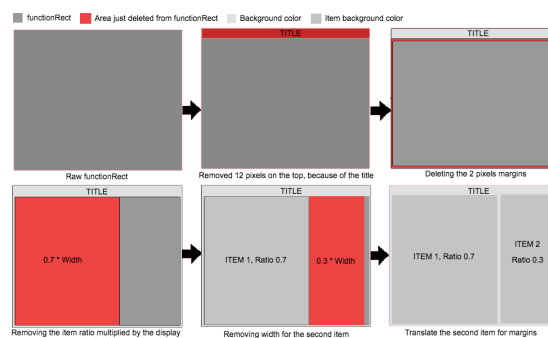 functionRect
Area just deleted from functionRect
Background color
Item background color
TITLE
TITLE
Raw functionRect
Removed 12 pixels on the top, because of the title
Deleting the 2 pixels margins
TITLE
TITLE
TITLE
0.7 * Width
ITEM 1, Ratio 0.7
0.3 * Width
ITEM 1, Ratio 0.7
ITEM 2
Ratio 0.3
Removing the item ratio multiplied by the display
Removing width for the second item
Translate the second item for margins